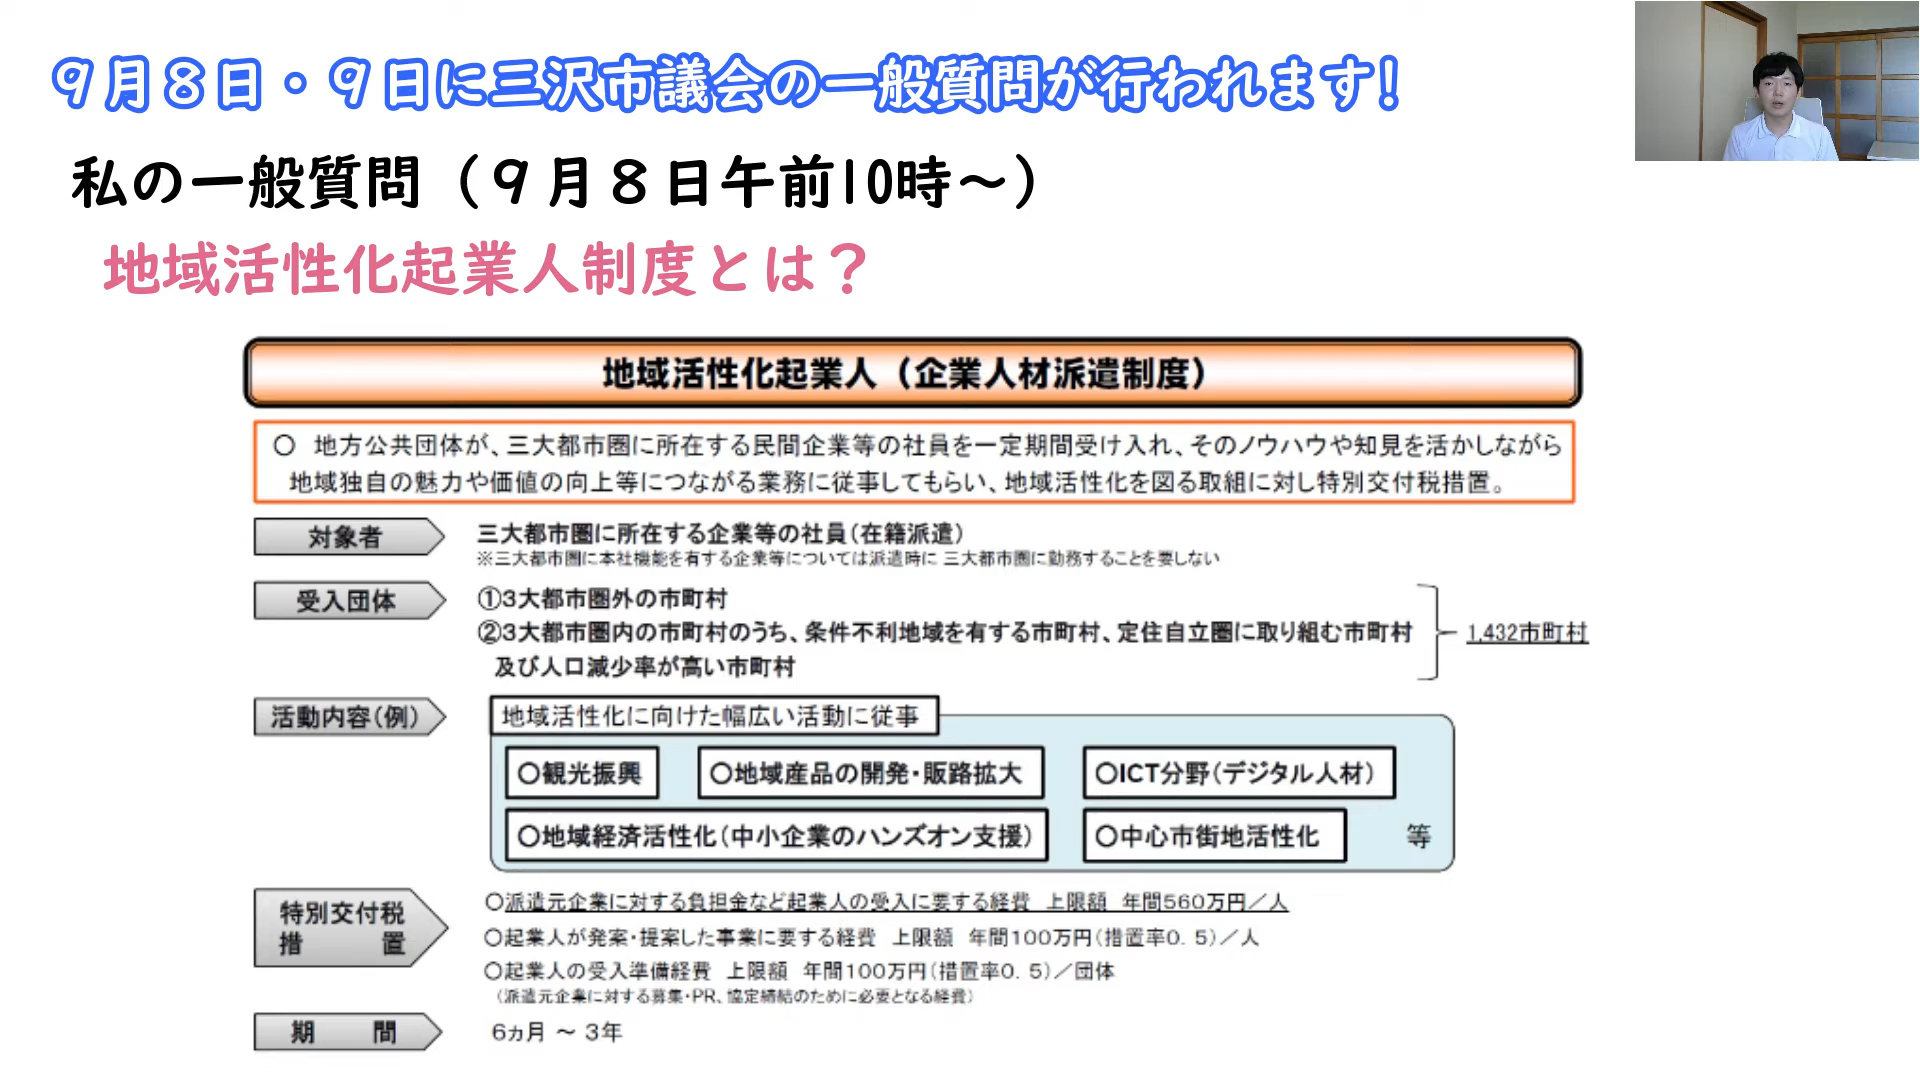 ９月８日・９日に三沢市議会の一般質問が行われます！
私の一般質問（９月８日午前10時～）
地域活性化起業人制度とは？
地域活性化起業人（企業人材派遣制度）
〇 地方公共団体が、三大都市圏に所在する民間企業等の社員を一定期間受け入れ、そのノウハウや知見を活かしながら
地域独自の魅力や価値の向上等につながる業務に従事してもらい、地域活性化を図る取組に対し特別交付税措置。
対象者
三大都市圏に所在する企業等の社員（在籍派遣）
※三大都市圏に本社機能を有する企業等については派遣時に 三大都市圏に勤務することを要しない
受入団体
①３大都市圏外の市町村
②３大都市圏内の市町村のうち、条件不利地域を有する市町村、定住自立圏に取り組む市町村
及び人口減少率が高い市町村
1,432市町村
活動内容（例）
地域活性化に向けた幅広い活動に従事
〇観光振興
〇地域産品の開発・販路拡大
〇ICT分野（デジタル人材）
〇地域経済活性化（中小企業のハンズオン支援）
〇中心市街地活性化
等
特別交付税
措 置
〇派遣元企業に対する負担金など起業人の受入に要する経費 上限額 年間560万円／人
〇起業人が発案・提案した事業に要する経費 上限額 年間100万円（措置率0．5）／人
〇起業人の受入準備経費 上限額 年間100万円（措置率0．5）／団体
（派遣元企業に対する募集・PR、協定締結のために必要となる経費）
期 間
６ヵ月 ～ ３年